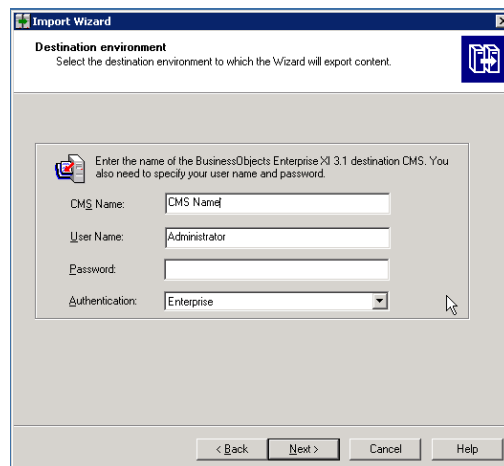 Import Wizard
Destination environment
Select the destination environment to which the Wizard will export content.
Enter the name of the BusinessObjects Enterprise XI 3.1 destination CMS. You
also need to specify your user name and password.
CMS Name: CMS Name
User Name: Administrator
Password:
Authentication: Enterprise
< Back Next > Cancel Help